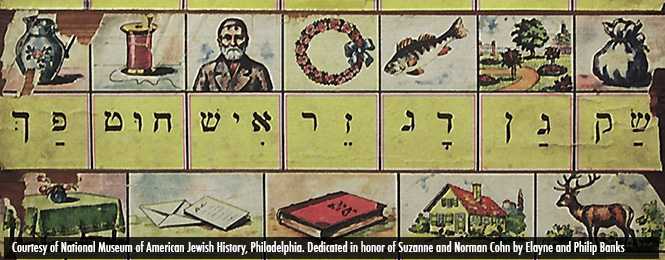 שַׂק גַּן דָּג זֵר אִישׁ חוּט פַּךְ
Courtesy of National Museum of American Jewish History, Philadelphia. Dedicated in honor of Suzanne and Norman Cohn by Elayne and Philip Banks